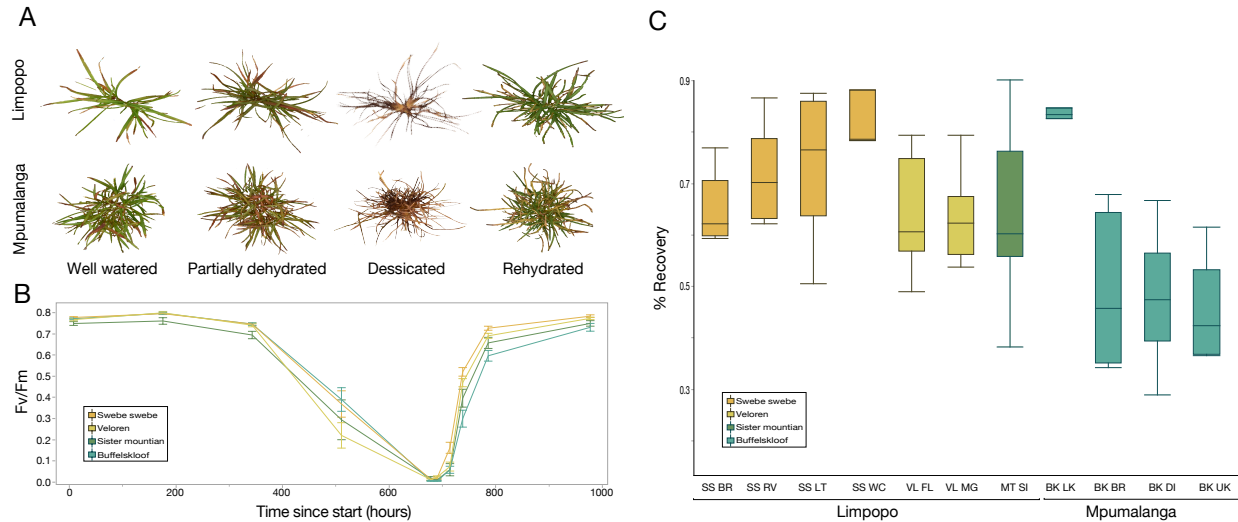 A
Limpopo
Mpumalanga
Well watered
Partially dehydrated
Dessicated
Rehydrated
B
Fv/Fm
0.8
0.7
0.6
0.5
0.4
0.3
0.2
0.1
0.0
Swebe swebe
Veloren
Sister mountian
Buffelskloof
0
200
400
600
800
1000
Time since start (hours)
C
% Recovery
0.9
0.7
0.5
0.3
Swebe swebe
Veloren
Sister mountian
Buffelskloof
SS BR
SS RV
SS LT
SS WC
VL FL
VL MG
MT SI
BK LK
BK BR
BK DI
BK UK
Limpopo
Mpumalanga